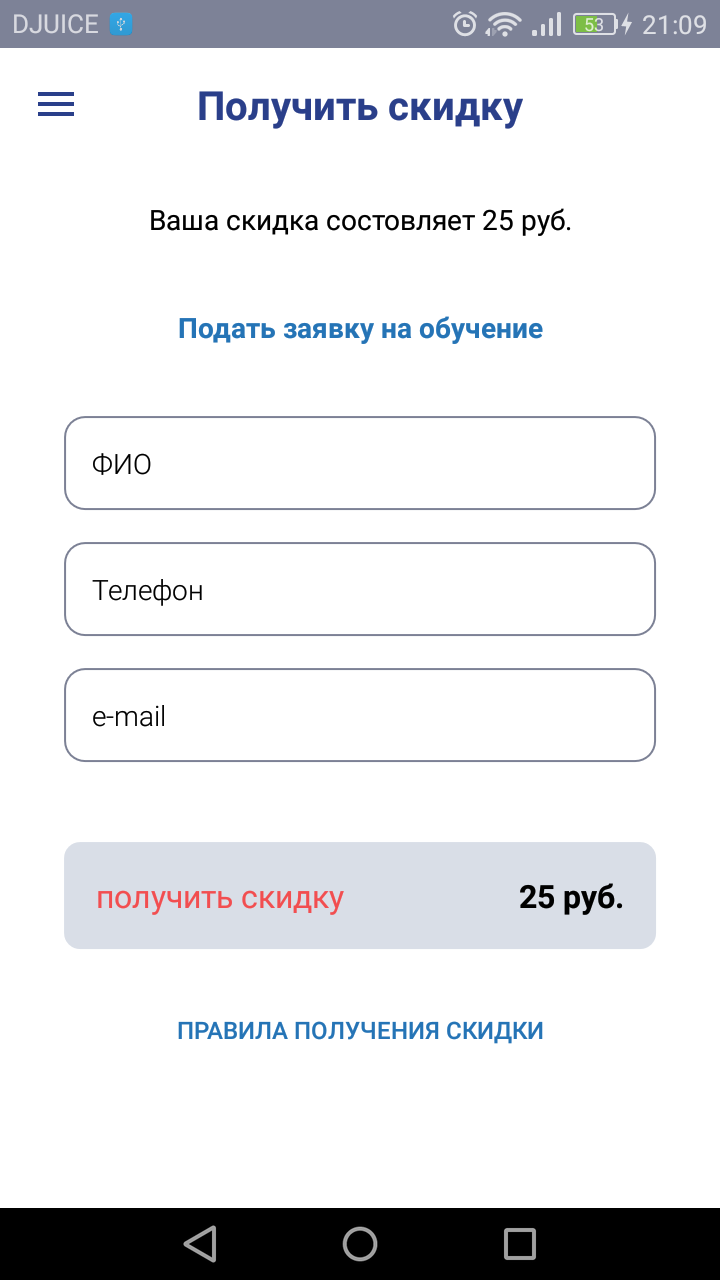 DJUICE 53 21:09
Получить скидку
Ваша скидка состовляет 25 руб.
Подать заявку на обучение
ФИО
Телефон
e-mail
получить скидку 25 руб.
ПРАВИЛА ПОЛУЧЕНИЯ СКИДКИ